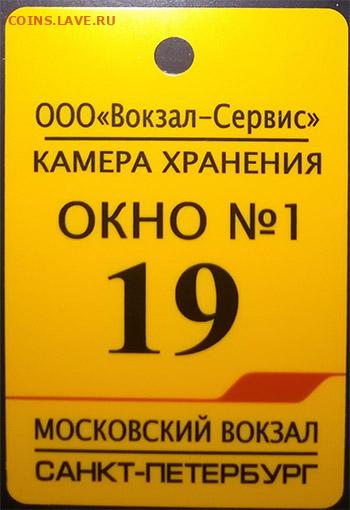 COINS.LAVE.RU
ООО«Вокзал-Сервис»
КАМЕРА ХРАНЕНИЯ
ОКНО №1
19
МОСКОВСКИЙ ВОКЗАЛ
САНКТ-ПЕТЕРБУРГ